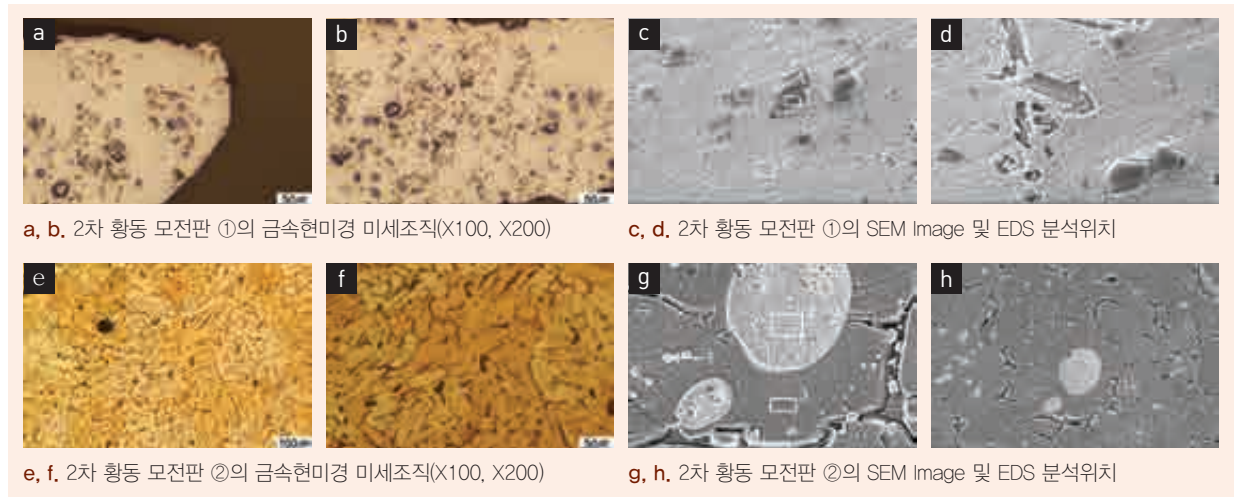 a
b
c
d
a, b. 2차 황동 모전판 ①의 금속현미경 미세조직(X100, X200)
c, d. 2차 황동 모전판 ①의 SEM Image 및 EDS 분석위치
e
f
g
h
100㎛
e, f. 2차 황동 모전판 ②의 금속현미경 미세조직(X100, X200)
g, h. 2차 황동 모전판 ②의 SEM Image 및 EDS 분석위치